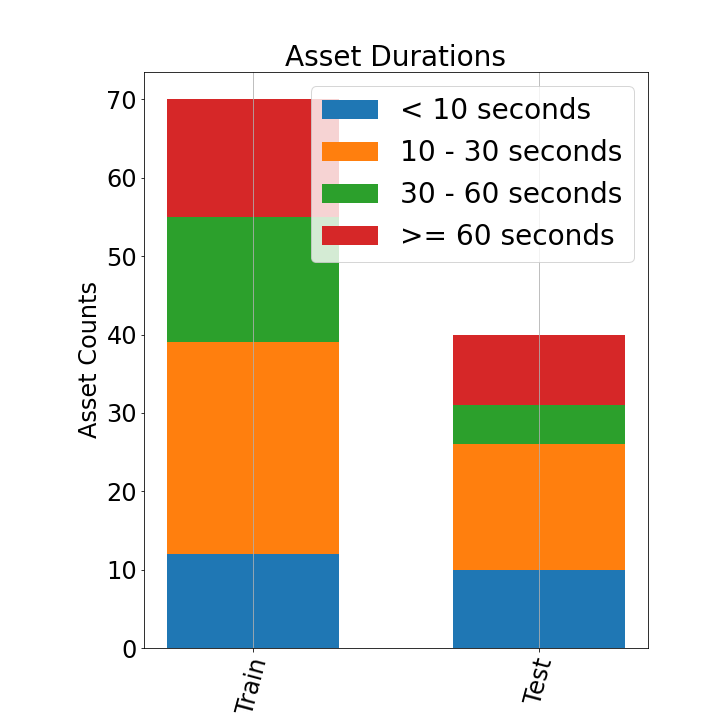 Asset Durations
< 10 seconds
10 - 30 seconds
30 - 60 seconds
>= 60 seconds
Asset Counts
70
60
50
40
30
20
10
0
Train
Test